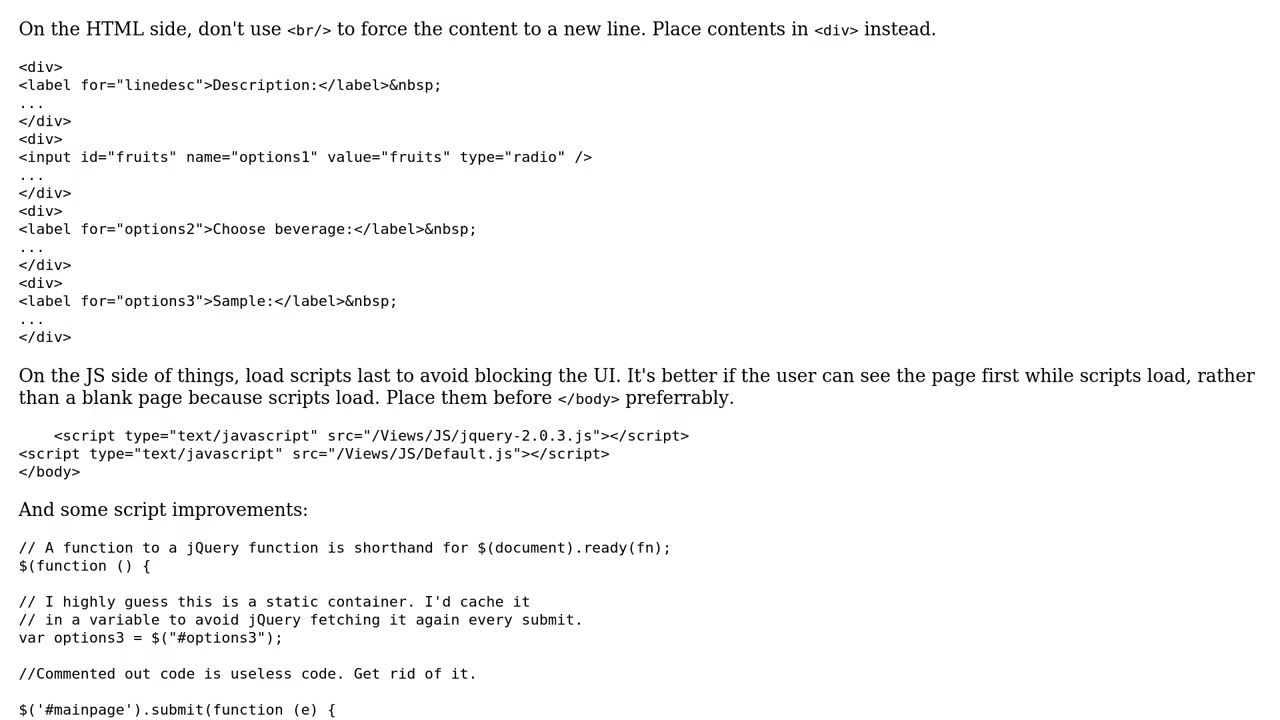 On the HTML side, don't use <br/> to force the content to a new line. Place contents in <div> instead.
<div>
<label for="linedesc">Description:</label>&nbsp;
...
</div>
<div>
<input id="fruits" name="options1" value="fruits" type="radio" />
...
</div>
<div>
<label for="options2">Choose beverage:</label>&nbsp;
...
</div>
<div>
<label for="options3">Sample:</label>&nbsp;
...
</div>
On the JS side of things, load scripts last to avoid blocking the UI. It's better if the user can see the page first while scripts load, rather
than a blank page because scripts load. Place them before </body> preferrably.
    <script type="text/javascript" src="/Views/JS/jquery-2.0.3.js"></script>
<script type="text/javascript" src="/Views/JS/Default.js"></script>
</body>
And some script improvements:
// A function to a jQuery function is shorthand for $(document).ready(fn);
$(function () {
// I highly guess this is a static container. I'd cache it
// in a variable to avoid jQuery fetching it again every submit.
var options3 = $("#options3");
//Commented out code is useless code. Get rid of it.
$('#mainpage').submit(function (e) {